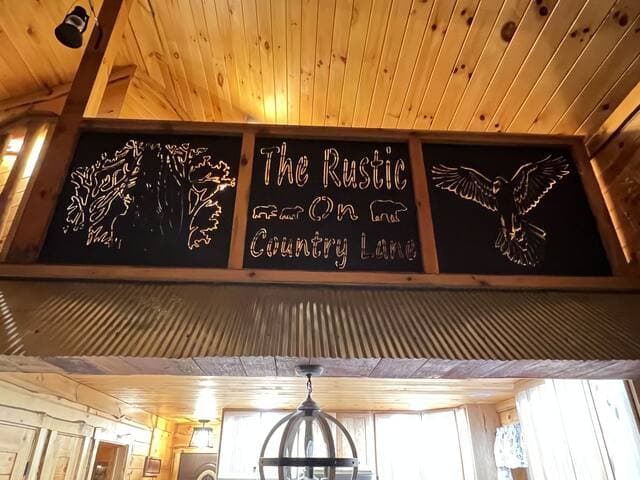 The Rustic
On
Country Lane